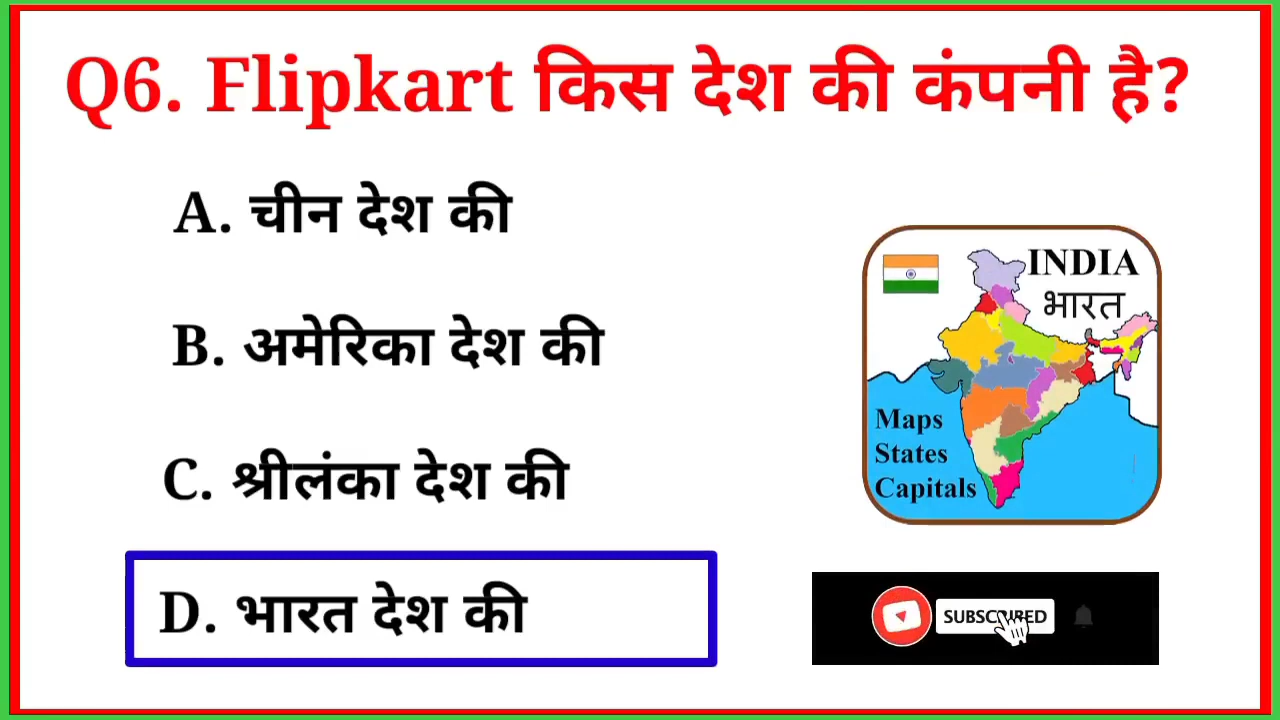 Q6. Flipkart किस देश की कंपनी है?
A. चीन देश की
B. अमेरिका देश की
C. श्रीलंका देश की
D. भारत देश की
INDIA
भारत
Maps
States
Capitals
SUBSCRIBED